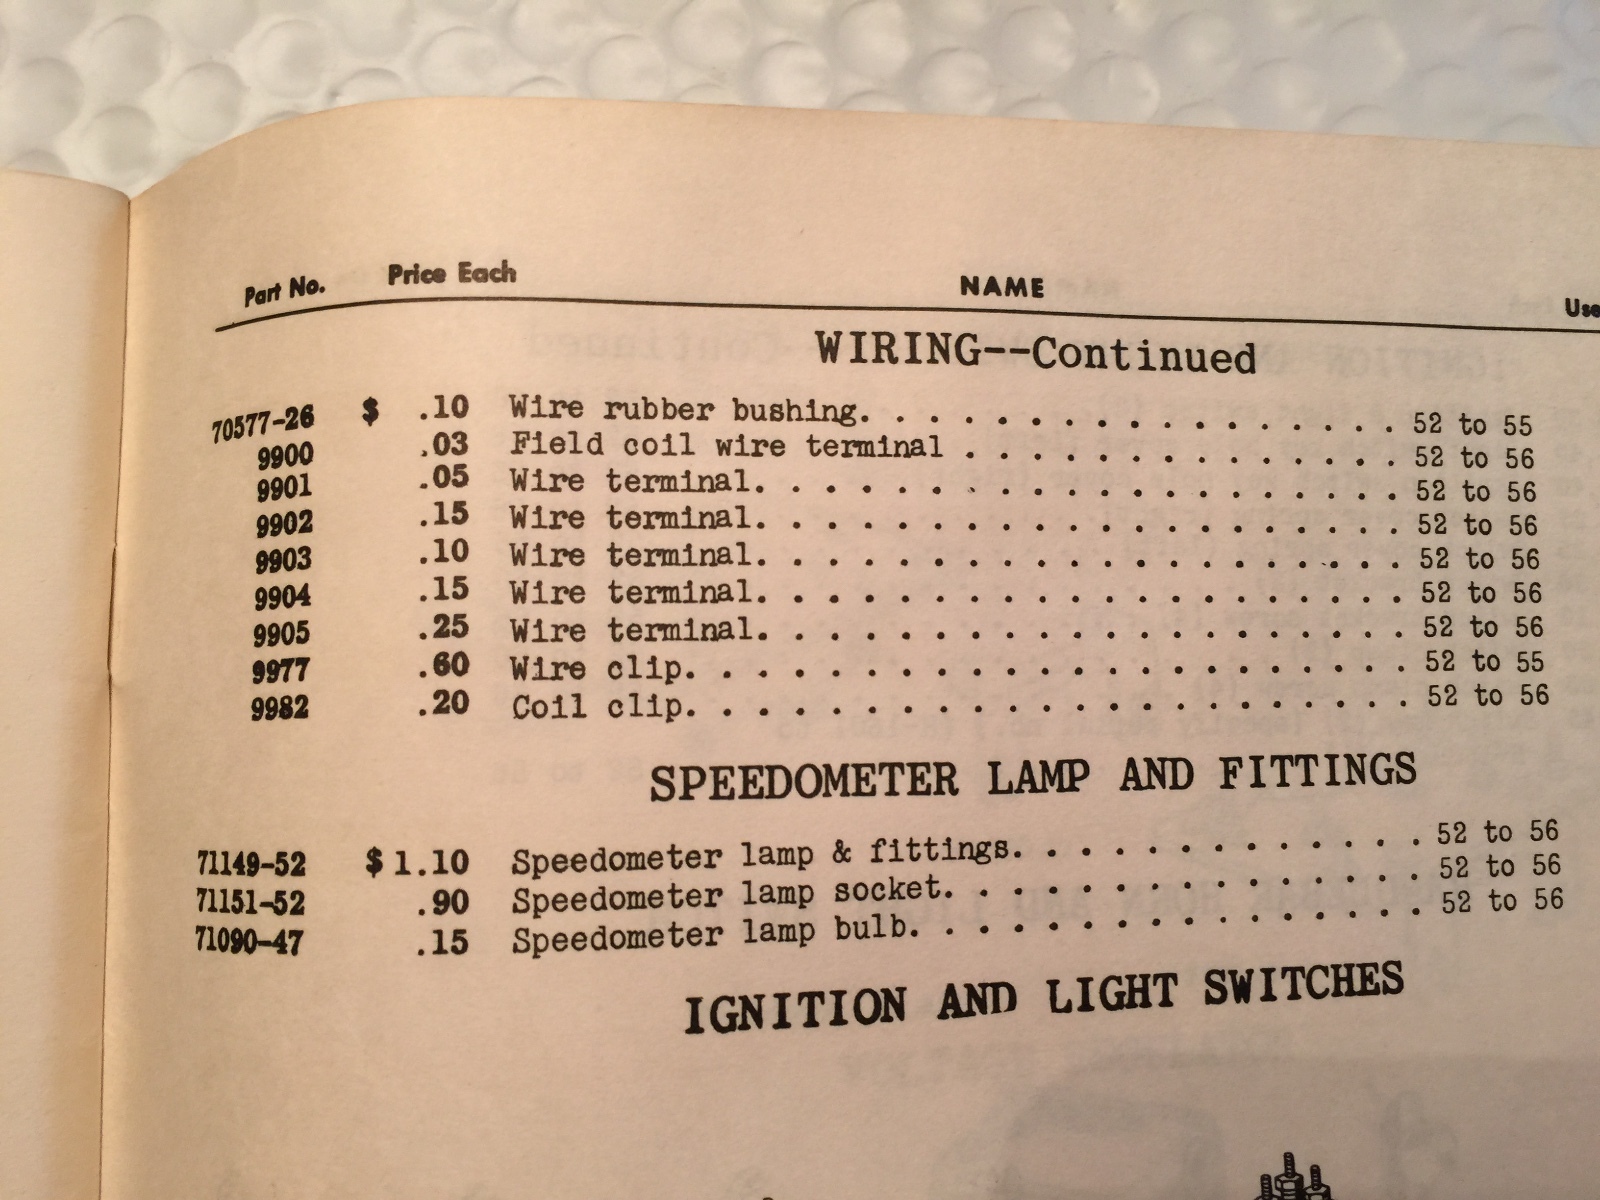 Part No. Price Each NAME Use
WIRING--Continued
70577-26 $ .10 Wire rubber bushing. . . . . . . . . . . . . . . . 52 to 55
9900 .03 Field coil wire terminal . . . . . . . . . . . . . 52 to 56
9901 .05 Wire terminal. . . . . . . . . . . . . . . . . . . 52 to 56
9902 .15 Wire terminal. . . . . . . . . . . . . . . . . . . 52 to 56
9903 .10 Wire terminal. . . . . . . . . . . . . . . . . . . 52 to 56
9904 .15 Wire terminal. . . . . . . . . . . . . . . . . . . 52 to 56
9905 .25 Wire terminal. . . . . . . . . . . . . . . . . . . 52 to 56
9977 .60 Wire clip. . . . . . . . . . . . . . . . . . . . . 52 to 55
9982 .20 Coil clip. . . . . . . . . . . . . . . . . . . . . 52 to 56
SPEEDOMETER LAMP AND FITTINGS
71149-52 $1.10 Speedometer lamp & fittings. . . . . . . . . . . . 52 to 56
71151-52 .90 Speedometer lamp socket. . . . . . . . . . . . . . 52 to 56
71090-47 .15 Speedometer lamp bulb. . . . . . . . . . . . . . . 52 to 56
IGNITION AND LIGHT SWITCHES